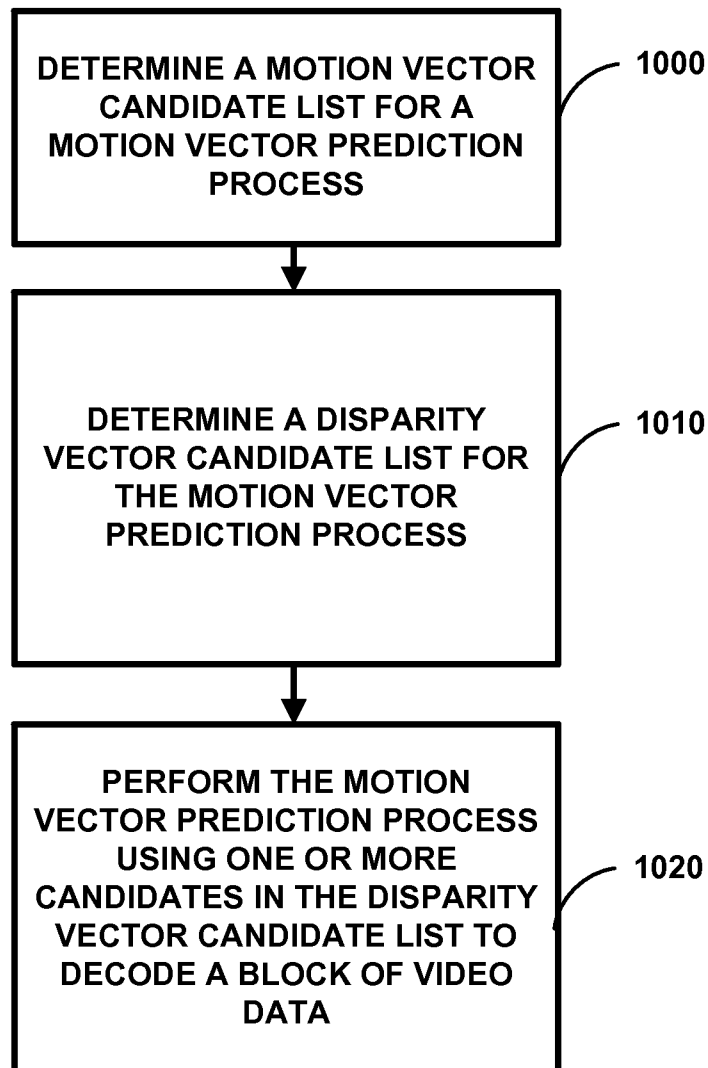 DETERMINE A MOTION VECTOR
CANDIDATE LIST FOR A
MOTION VECTOR PREDICTION
PROCESS
1000
DETERMINE A DISPARITY
VECTOR CANDIDATE LIST FOR
THE MOTION VECTOR
PREDICTION PROCESS
1010
PERFORM THE MOTION
VECTOR PREDICTION PROCESS
USING ONE OR MORE
CANDIDATES IN THE DISPARITY
VECTOR CANDIDATE LIST TO
DECODE A BLOCK OF VIDEO
DATA
1020